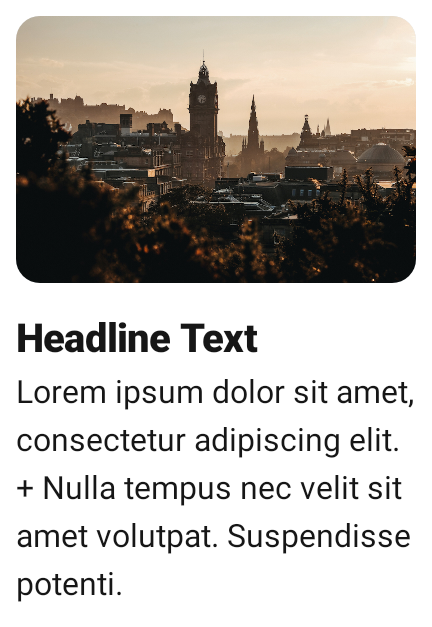 Headline Text
Lorem ipsum dolor sit amet,
consectetur adipiscing elit.
+ Nulla tempus nec velit sit
amet volutpat. Suspendisse
potenti.